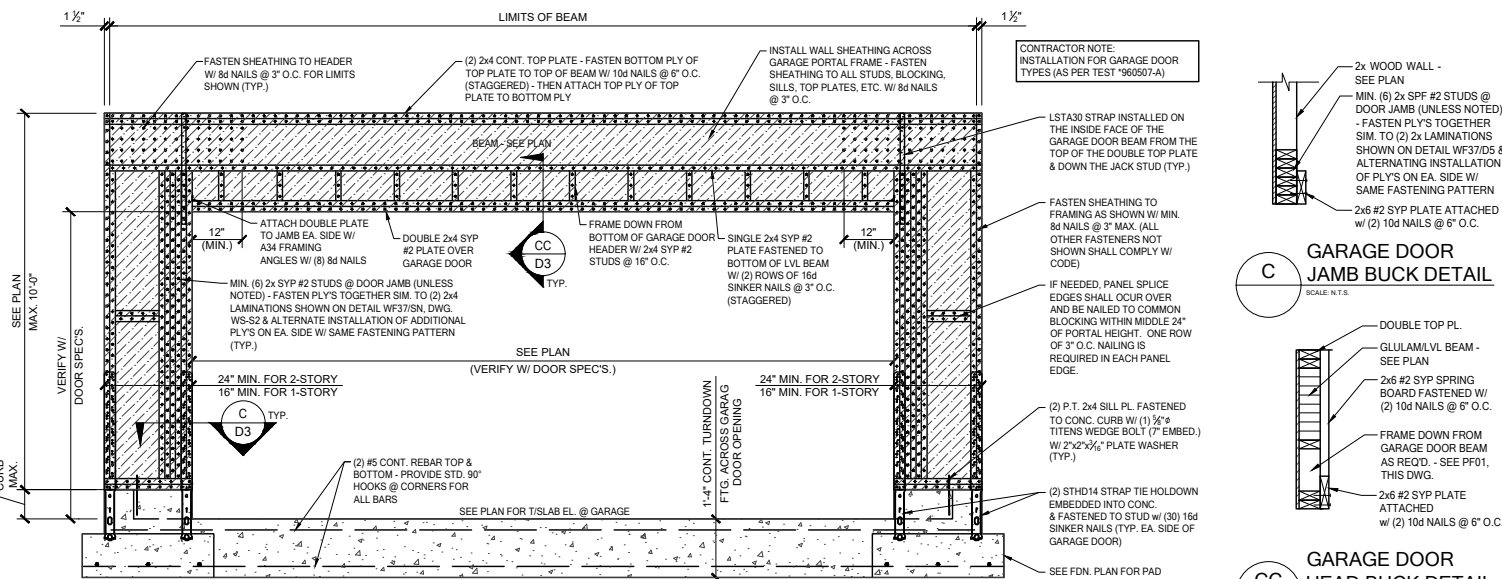 1 ½"
LIMITS OF BEAM
1 ½"
FASTEN SHEATHING TO HEADER
W/ 8d NAILS @ 3" O.C. FOR LIMITS
SHOWN (TYP.)
(2) 2x4 CONT. TOP PLATE - FASTEN BOTTOM PLY OF
TOP PLATE TO TOP OF BEAM W/ 10d NAILS @ 6" O.C.
(STAGGERED) - THEN ATTACH TOP PLY OF TOP
PLATE TO BOTTOM PLY
INSTALL WALL SHEATHING ACROSS
GARAGE PORTAL FRAME - FASTEN
SHEATHING TO ALL STUDS, BLOCKING,
SILLS, TOP PLATES, ETC. W/ 8d NAILS
@ 3" O.C.
CONTRACTOR NOTE:
INSTALLATION FOR GARAGE DOOR
TYPES (AS PER TEST "960507-A)
BEAM - SEE PLAN
LSTA30 STRAP INSTALLED ON
THE INSIDE FACE OF THE
GARAGE DOOR BEAM FROM THE
TOP OF THE DOUBLE TOP PLATE
& DOWN THE JACK STUD (TYP.)
FASTEN SHEATHING TO
FRAMING AS SHOWN W/ MIN.
8d NAILS @ 3" MAX. (ALL
OTHER FASTENERS NOT
SHOWN SHALL COMPLY W/
CODE)
IF NEEDED, PANEL SPLICE
EDGES SHALL OCUR OVER
AND BE NAILED TO COMMON
BLOCKING WITHIN MIDDLE 24"
OF PORTAL HEIGHT. ONE ROW
OF 3" O.C. NAILING IS
REQUIRED IN EACH PANEL
EDGE.
(2) P.T. 2x4 SILL PL. FASTENED
TO CONC. CURB W/ (1) ⅝"ø
TITENS WEDGE BOLT (7" EMBED.)
W/ 2"x2"x3⁄16" PLATE WASHER
(TYP.)
(2) STHD14 STRAP TIE HOLDOWN
EMBEDDED INTO CONC.
& FASTENED TO STUD w/ (30) 16d
SINKER NAILS (TYP. EA. SIDE OF
GARAGE DOOR)
SEE FDN. PLAN FOR PAD
ATTACH DOUBLE PLATE
TO JAMB EA. SIDE W/
A34 FRAMING
ANGLES W/ (8) 8d NAILS
12"
(MIN.)
DOUBLE 2x4 SYP
#2 PLATE OVER
GARAGE DOOR
CC
D3
TYP.
FRAME DOWN FROM
BOTTOM OF GARAGE DOOR
HEADER W/ 2x4 SYP #2
STUDS @ 16" O.C.
SINGLE 2x4 SYP #2
PLATE FASTENED TO
BOTTOM OF LVL BEAM
W/ (2) ROWS OF 16d
SINKER NAILS @ 3" O.C.
(STAGGERED)
12"
(MIN.)
MIN. (6) 2x SYP #2 STUDS @ DOOR JAMB (UNLESS
NOTED) - FASTEN PLY'S TOGETHER SIM. TO (2) 2x4
LAMINATIONS SHOWN ON DETAIL WF37/SN, DWG.
WS-S2 & ALTERNATE INSTALLATION OF ADDITIONAL
PLY'S ON EA. SIDE W/ SAME FASTENING PATTERN
(TYP.)
SEE PLAN
MAX. 10'-0"
VERIFY W/
DOOR SPEC'S.
SEE PLAN
(VERIFY W/ DOOR SPEC'S.)
24" MIN. FOR 2-STORY
16" MIN. FOR 1-STORY
24" MIN. FOR 2-STORY
16" MIN. FOR 1-STORY
C
D3
TYP.
CURB
MAX.
(2) #5 CONT. REBAR TOP &
BOTTOM - PROVIDE STD. 90°
HOOKS @ CORNERS FOR
ALL BARS
1'-4" CONT. TURNDOWN
FTG. ACROSS GARAG
DOOR OPENING
SEE PLAN FOR T/SLAB EL. @ GARAGE
2x WOOD WALL -
SEE PLAN
MIN. (6) 2x SPF #2 STUDS @
DOOR JAMB (UNLESS NOTED)
- FASTEN PLY'S TOGETHER
SIM. TO (2) 2x LAMINATIONS
SHOWN ON DETAIL WF37/D5 &
ALTERNATING INSTALLATION
OF PLY'S ON EA. SIDE W/
SAME FASTENING PATTERN
2x6 #2 SYP PLATE ATTACHED
w/ (2) 10d NAILS @ 6" O.C.
C
GARAGE DOOR
JAMB BUCK DETAIL
SCALE: N.T.S.
DOUBLE TOP PL.
GLULAM/LVL BEAM -
SEE PLAN
2x6 #2 SYP SPRING
BOARD FASTENED W/
(2) 10d NAILS @ 6" O.C.
FRAME DOWN FROM
GARAGE DOOR BEAM
AS REQ'D. - SEE PF01,
THIS DWG.
2x6 #2 SYP PLATE
ATTACHED
w/ (2) 10d NAILS @ 6" O.C.
CC
GARAGE DOOR
HEAD BUCK DETAIL